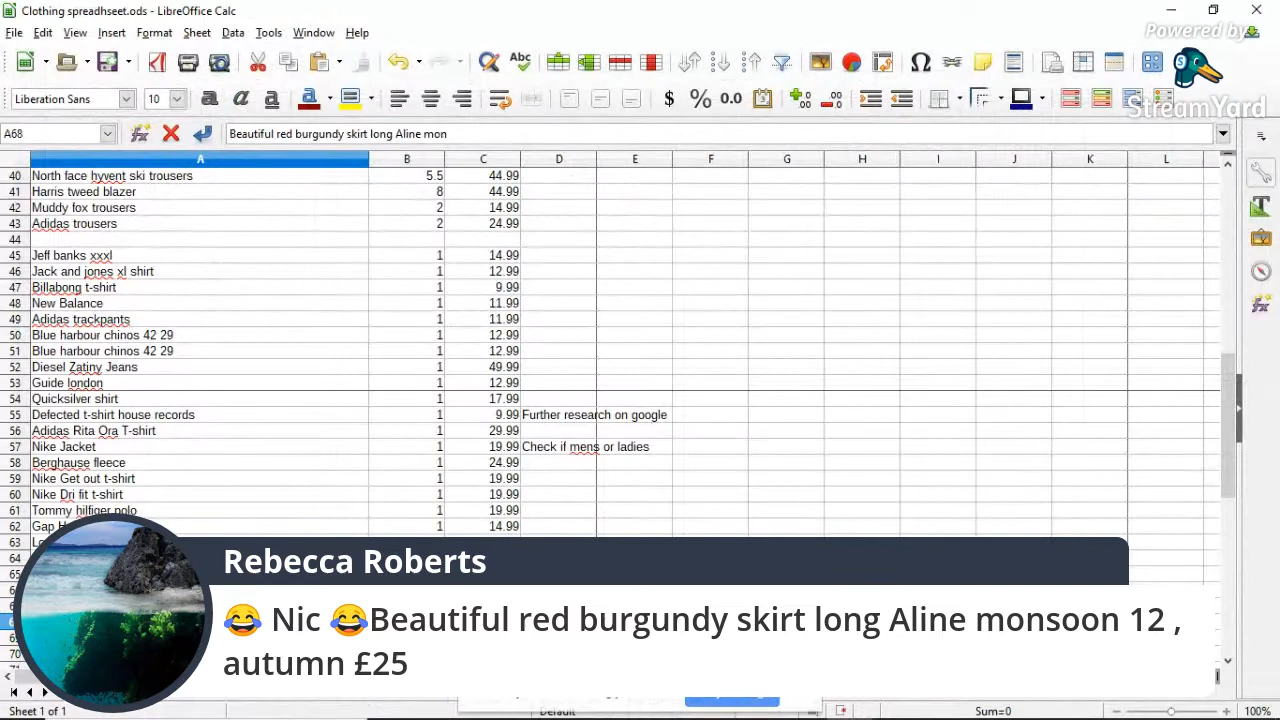 Clothing spreadhseet.ods - LibreOffice Calc
Powered by
File Edit View Insert Format Sheet Data Tools Window Help
StreamYard
Liberation Sans 10
A68 Beautiful red burgundy skirt long Aline mon
A B C D E F G H I J K L
40 North face hyvent ski trousers 5.5 44.99
41 Harris tweed blazer 8 44.99
42 Muddy fox trousers 2 14.99
43 Adidas trousers 2 24.99
44
45 Jeff banks xxxl 1 14.99
46 Jack and jones xl shirt 1 12.99
47 Billabong t-shirt 1 9.99
48 New Balance 1 11.99
49 Adidas trackpants 1 11.99
50 Blue harbour chinos 42 29 1 12.99
51 Blue harbour chinos 42 29 1 12.99
52 Diesel Zatiny Jeans 1 49.99
53 Guide london 1 12.99
54 Quicksilver shirt 1 17.99
55 Defected t-shirt house records 1 9.99 Further research on google
56 Adidas Rita Ora T-shirt 1 29.99
57 Nike Jacket 1 19.99 Check if mens or ladies
58 Berghause fleece 1 24.99
59 Nike Get out t-shirt 1 19.99
60 Nike Dri fit t-shirt 1 19.99
61 Tommy hilfiger polo 1 19.99
62 Gap 1 14.99
63
64
Rebecca Roberts
😂 Nic 😂Beautiful red burgundy skirt long Aline monsoon 12 ,
autumn £25
Sheet 1 of 1 Default Sum=0 100%